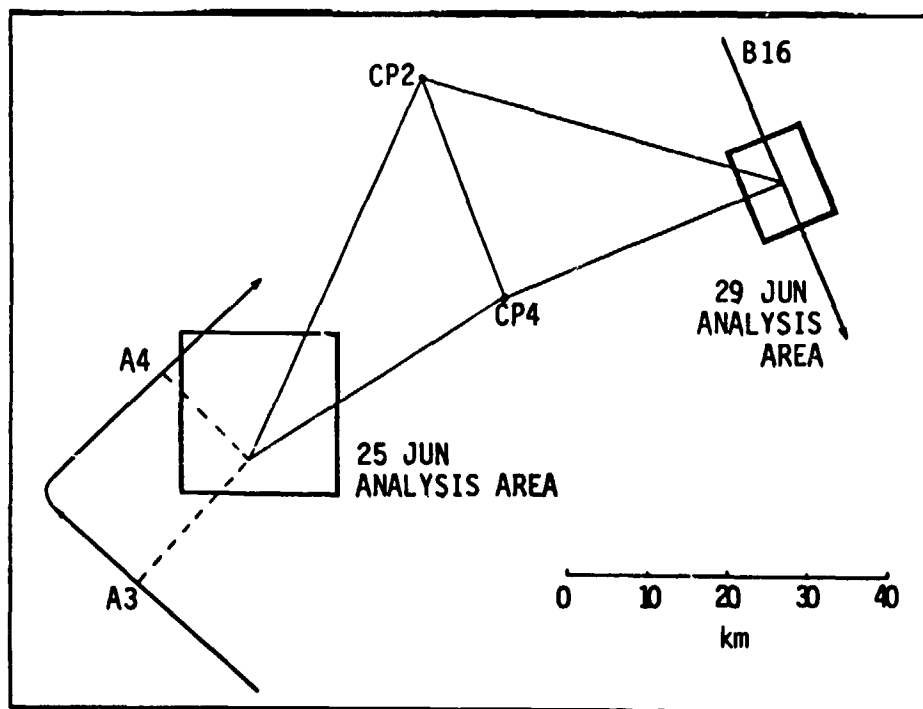 B16
CP2
29 JUN
ANALYSIS
AREA
CP4
A4
25 JUN
ANALYSIS AREA
A3
0 10 20 30 40
km